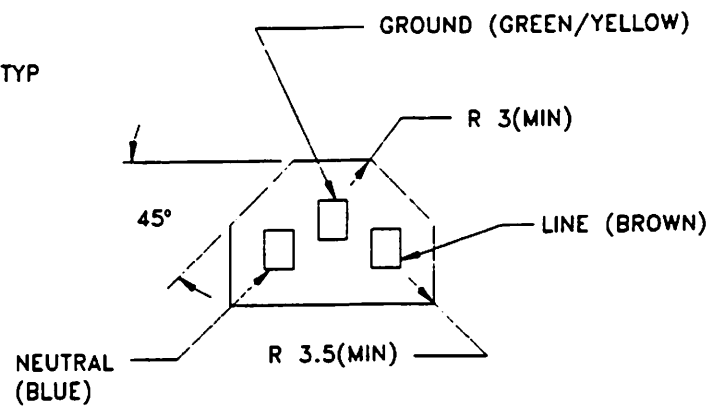 GROUND (GREEN/YELLOW)
TYP
R 3(MIN)
45°
LINE (BROWN)
R 3.5(MIN)
NEUTRAL
(BLUE)